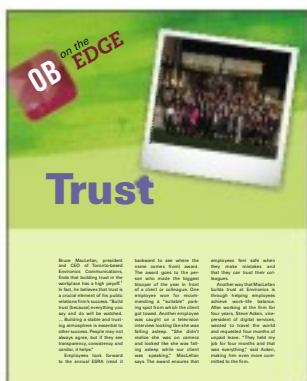 OB on the
EDGE
Trust
Bruce MacLellan, president
and CEO of Toronto-based
Environics Communications,
finds that building trust in the
workplace has a high payoff.¹
In fact, he believes that trust is
a crucial element of his public
relations firm's success. "Build
trust [because] everything you
say and do will be watched.
... Building a stable and trust-
ing atmosphere is essential to
other success. People may not
always agree, but if they see
transparency, consistency and
candor, it helps."
Employees look forward
to the annual EBRA (read it
backward to see where the
name comes from) award.
The award goes to the per-
son who made the biggest
blooper of the year in front
of a client or colleague. One
employee won for recom-
mending a "suitable" park-
ing spot from which the client
got towed. Another employee
was caught on a television
interview looking like she was
falling asleep. "She didn't
realize she was on camera
and looked like she was fall-
ing asleep while our client
was speaking," MacLellan
says. The award ensures that
employees feel safe when
they make mistakes and
that they can trust their col-
leagues.
Another way that MacLellan
builds trust at Environics is
through helping employees
achieve work-life balance.
After working at the firm for
four years, Steve Acken, vice-
president of digital services,
wanted to travel the world
and requested four months of
unpaid leave. "They held my
job for four months and that
was everything," said Acken,
making him even more com-
mitted to the firm.